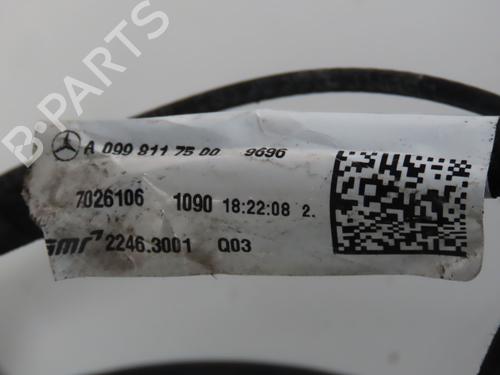 A 099 811 75 00 9696
7026106 1090 18:22:08 2.
smr 2246.3001 Q03
B-PARTS